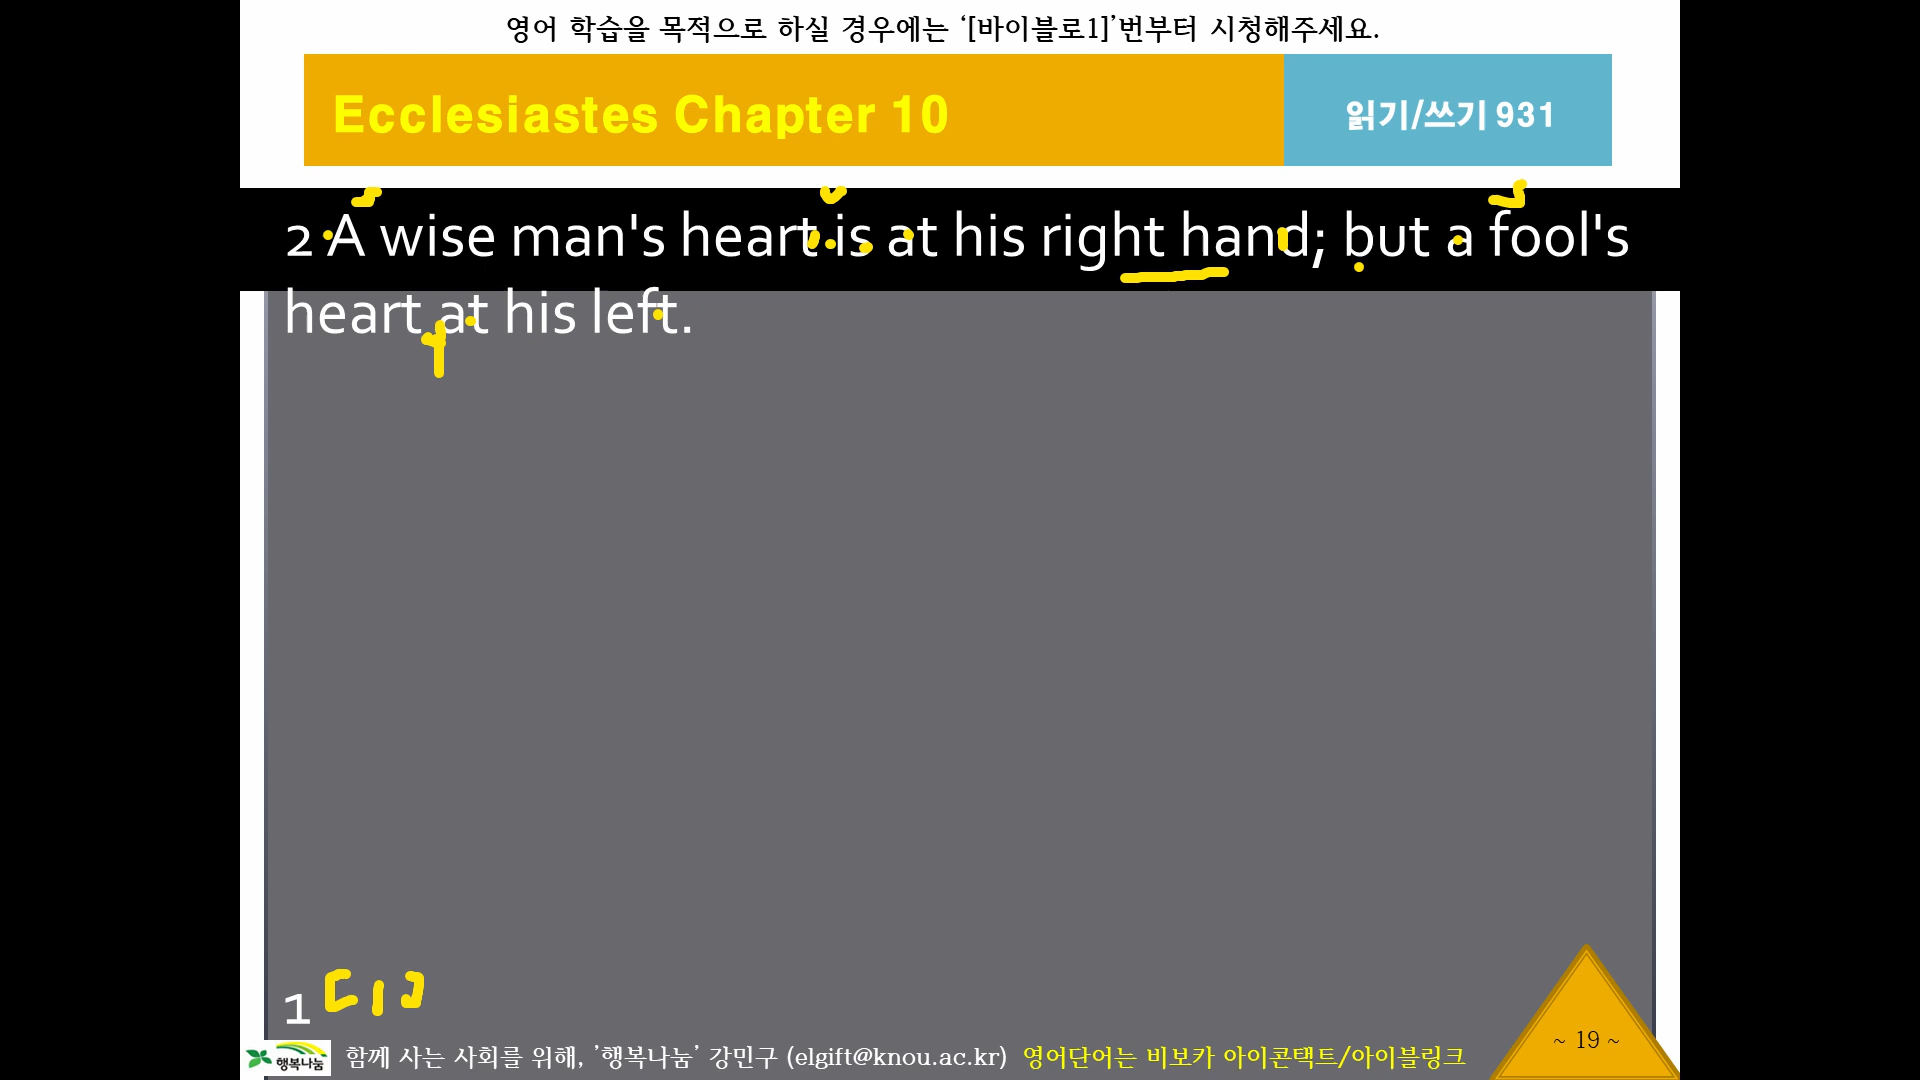 영어 학습을 목적으로 하실 경우에는 ‘[바이블로1]’번부터 시청해주세요.
Ecclesiastes Chapter 10
읽기/쓰기 931
2 A wise man's heart is at his right hand; but a fool's
heart at his left.
1 [1]
~ 19 ~
행복나눔
함께 사는 사회를 위해, ’행복나눔’ 강민구 (elgift@knou.ac.kr) 영어단어는 비보카 아이콘택트/아이블링크